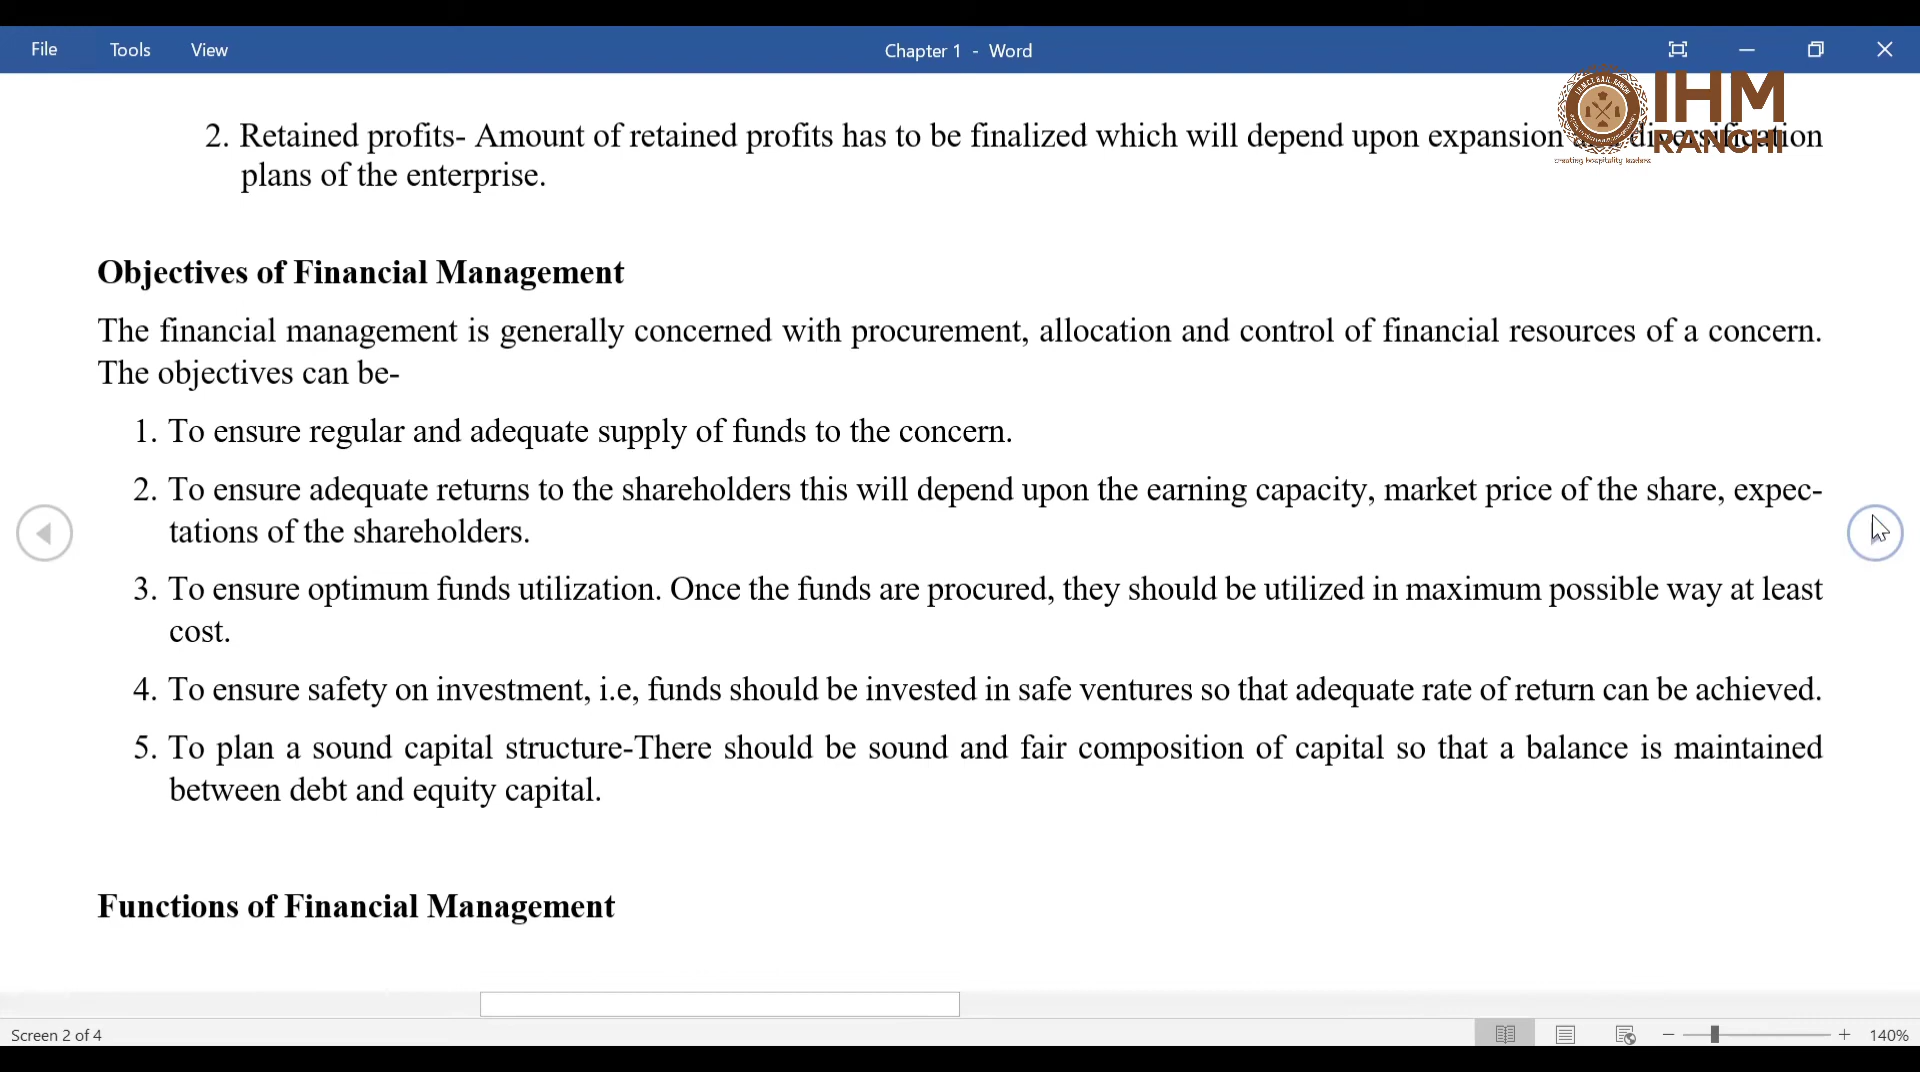 File Tools View Chapter 1 - Word
IHM
RANCHI
creating hospitality leaders
2. Retained profits- Amount of retained profits has to be finalized which will depend upon expansion diversification
plans of the enterprise.
Objectives of Financial Management
The financial management is generally concerned with procurement, allocation and control of financial resources of a concern.
The objectives can be-
1. To ensure regular and adequate supply of funds to the concern.
2. To ensure adequate returns to the shareholders this will depend upon the earning capacity, market price of the share, expec-
tations of the shareholders.
3. To ensure optimum funds utilization. Once the funds are procured, they should be utilized in maximum possible way at least
cost.
4. To ensure safety on investment, i.e, funds should be invested in safe ventures so that adequate rate of return can be achieved.
5. To plan a sound capital structure-There should be sound and fair composition of capital so that a balance is maintained
between debt and equity capital.
Functions of Financial Management
Screen 2 of 4 140%